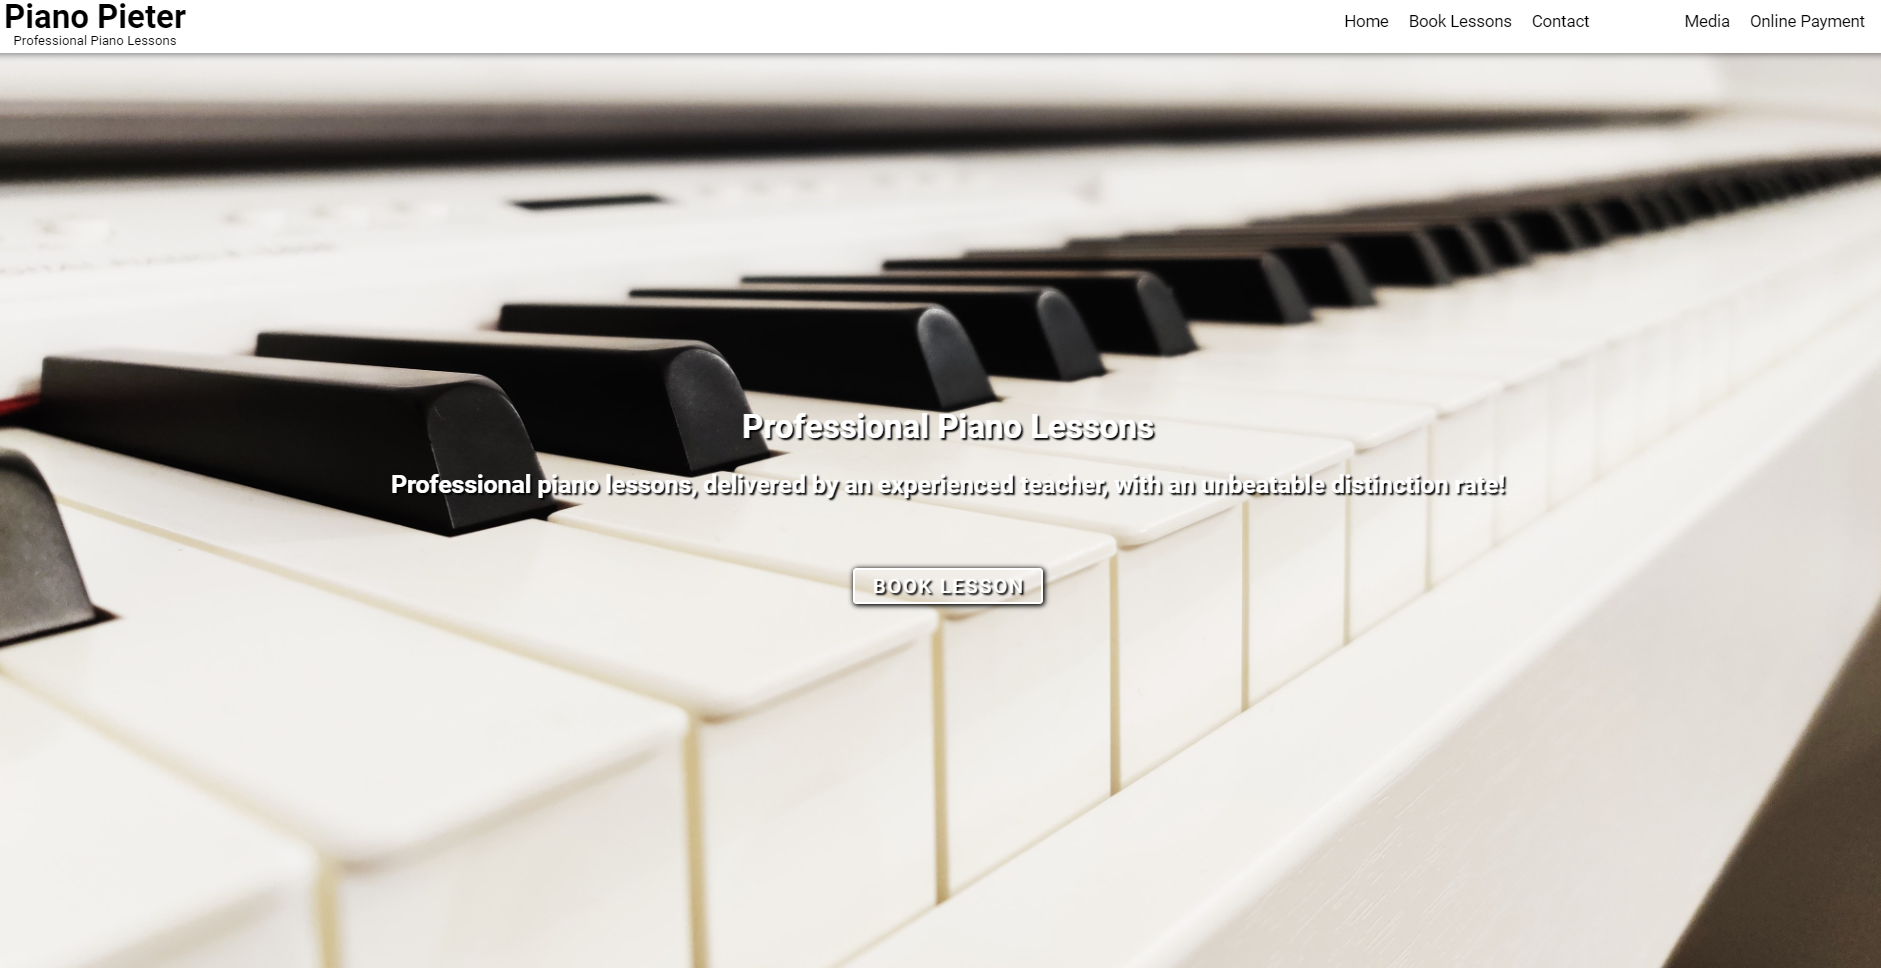 Piano Pieter
Professional Piano Lessons
Home Book Lessons Contact Media Online Payment
Professional Piano Lessons
Professional piano lessons, delivered by an experienced teacher, with an unbeatable distinction rate!
BOOK LESSON